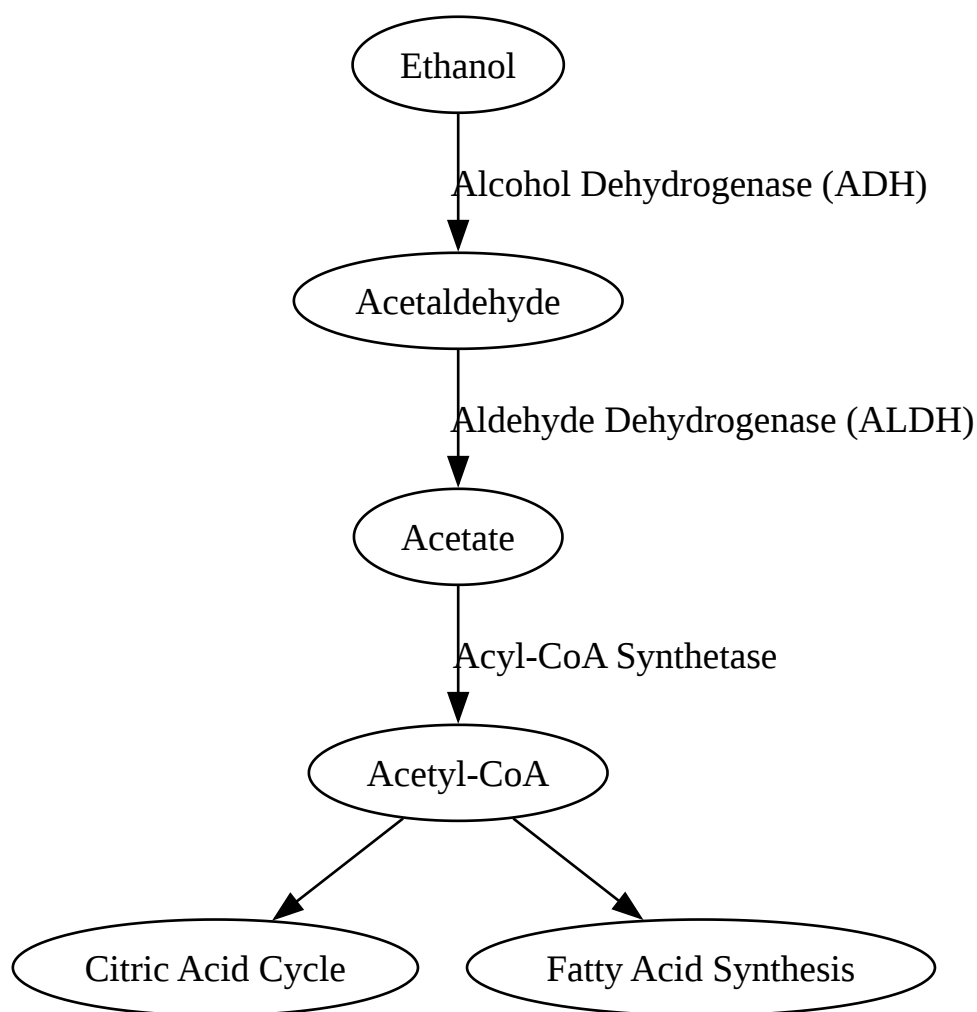 Ethanol
Alcohol Dehydrogenase (ADH)
Acetaldehyde
Aldehyde Dehydrogenase (ALDH)
Acetate
Acyl-CoA Synthetase
Acetyl-CoA
Citric Acid Cycle
Fatty Acid Synthesis